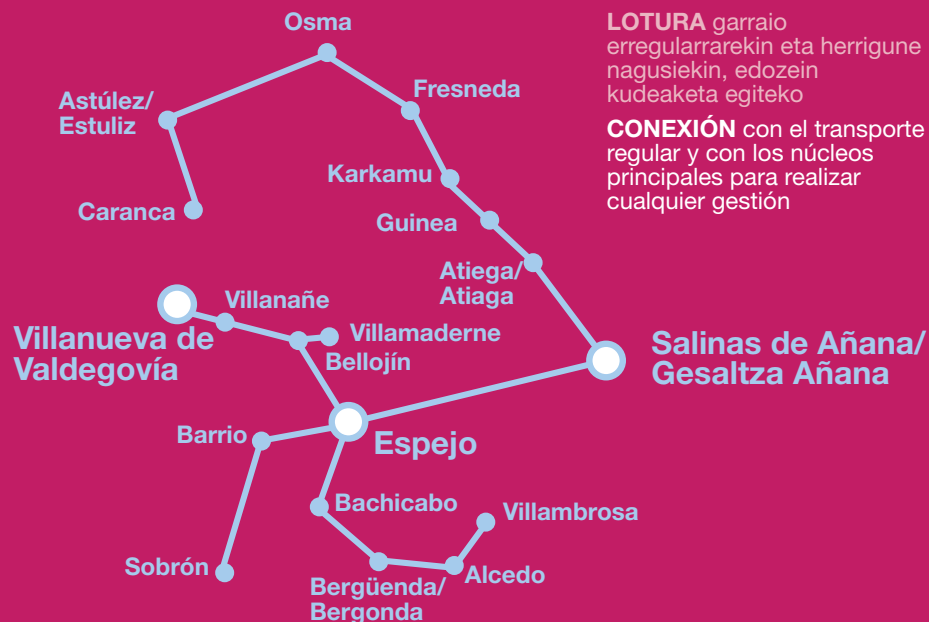 Osma
LOTURA garraio
erregularrarekin eta herrigune
nagusiekin, edozein
kudeaketa egiteko
Astúlez/
Estuliz
Fresneda
CONEXIÓN con el transporte
regular y con los núcleos
principales para realizar
cualquier gestión
Karkamu
Caranca
Guinea
Atiega/
Atiaga
Villanañe
Villanueva de
Valdegovía
Villamaderne
Bellojín
Salinas de Añana/
Gesaltza Añana
Barrio
Espejo
Bachicabo
Villambrosa
Sobrón
Bergüenda/
Bergonda
Alcedo